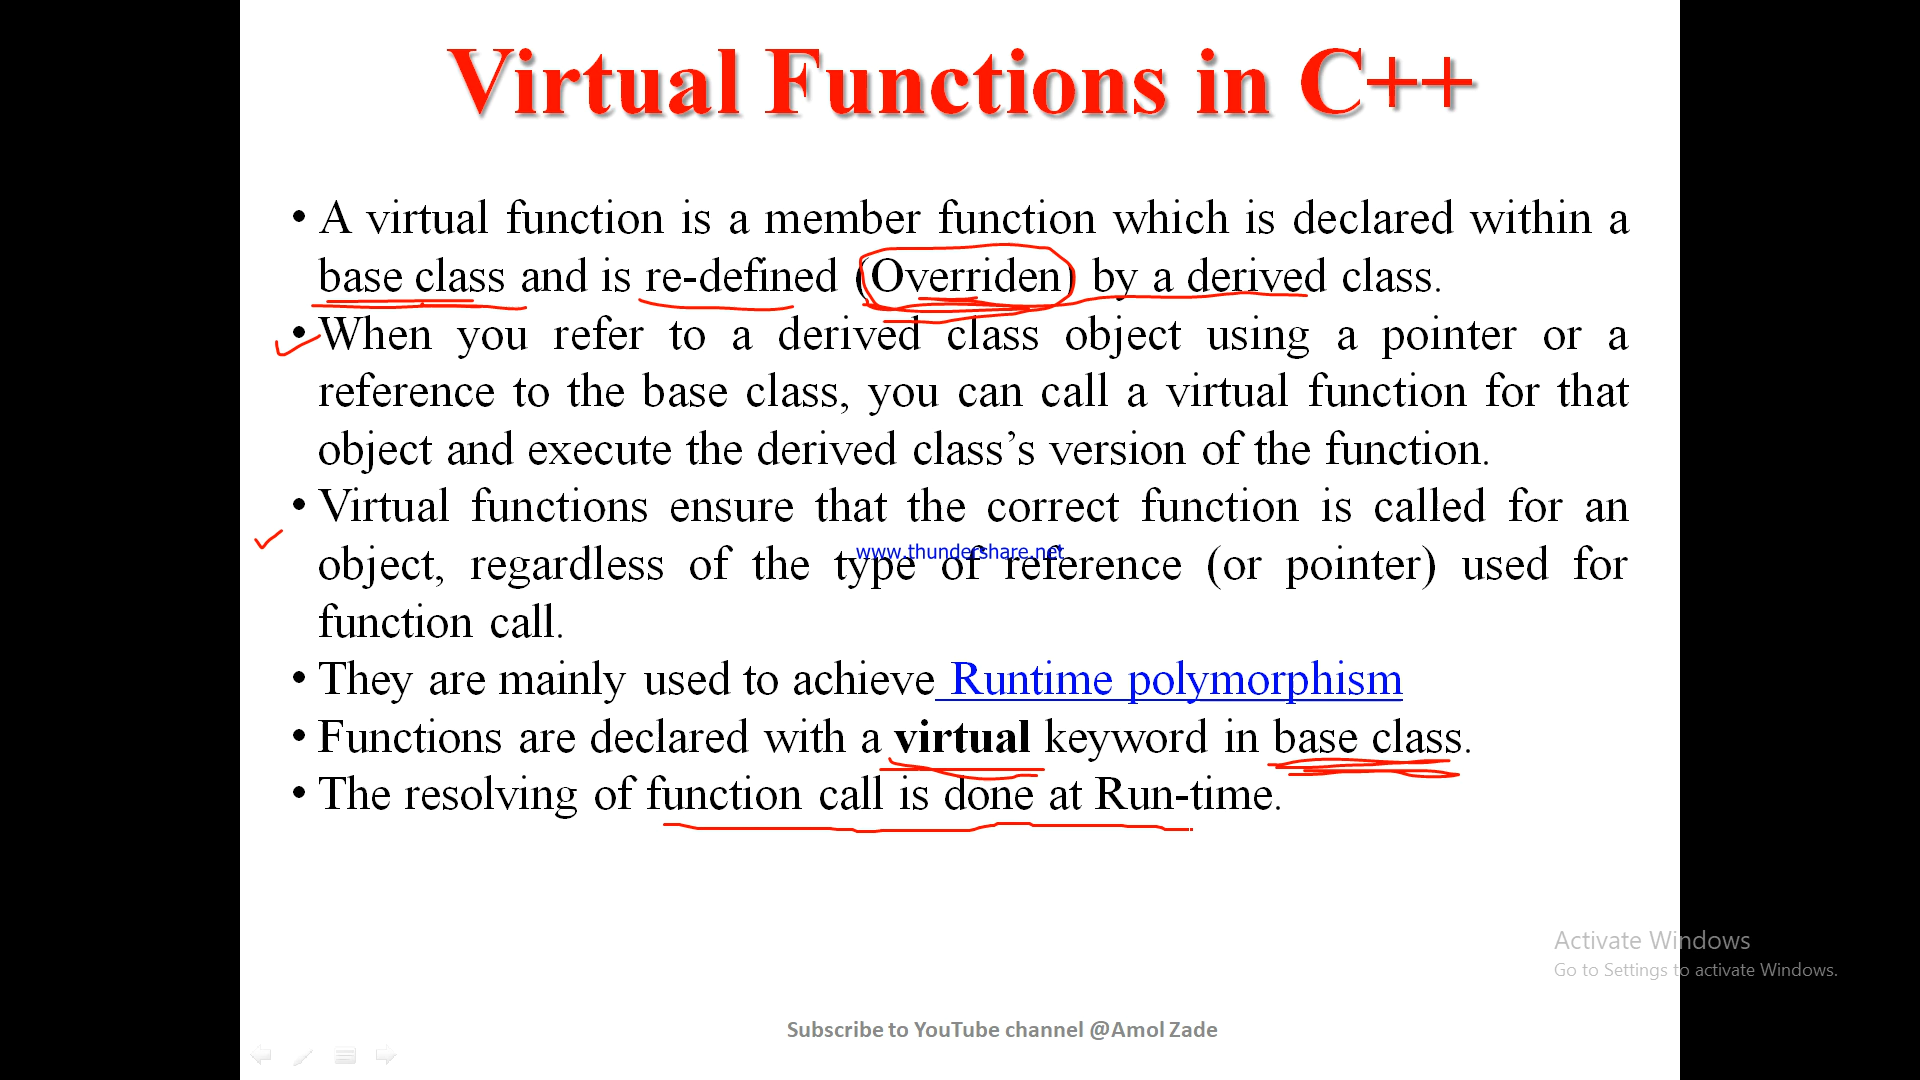 Virtual Functions in C++
• A virtual function is a member function which is declared within a
base class and is re-defined (Overriden) by a derived class.
• When you refer to a derived class object using a pointer or a
reference to the base class, you can call a virtual function for that
object and execute the derived class’s version of the function.
• Virtual functions ensure that the correct function is called for an
www.thundershare.net
object, regardless of the type of reference (or pointer) used for
function call.
• They are mainly used to achieve Runtime polymorphism
• Functions are declared with a virtual keyword in base class.
• The resolving of function call is done at Run-time.
Activate Windows
Go to Settings to activate Windows.
Subscribe to YouTube channel @Amol Zade